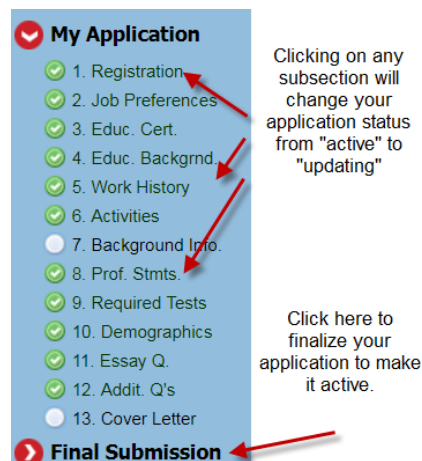 My Application
1. Registration
2. Job Preferences
3. Educ. Cert.
4. Educ. Backgrnd.
5. Work History
6. Activities
7. Background Info.
8. Prof. Stmts.
9. Required Tests
10. Demographics
11. Essay Q.
12. Addit. Q's
13. Cover Letter
Final Submission
Clicking on any
subsection will
change your
application status
from "active" to
"updating"
Click here to
finalize your
application to make
it active.